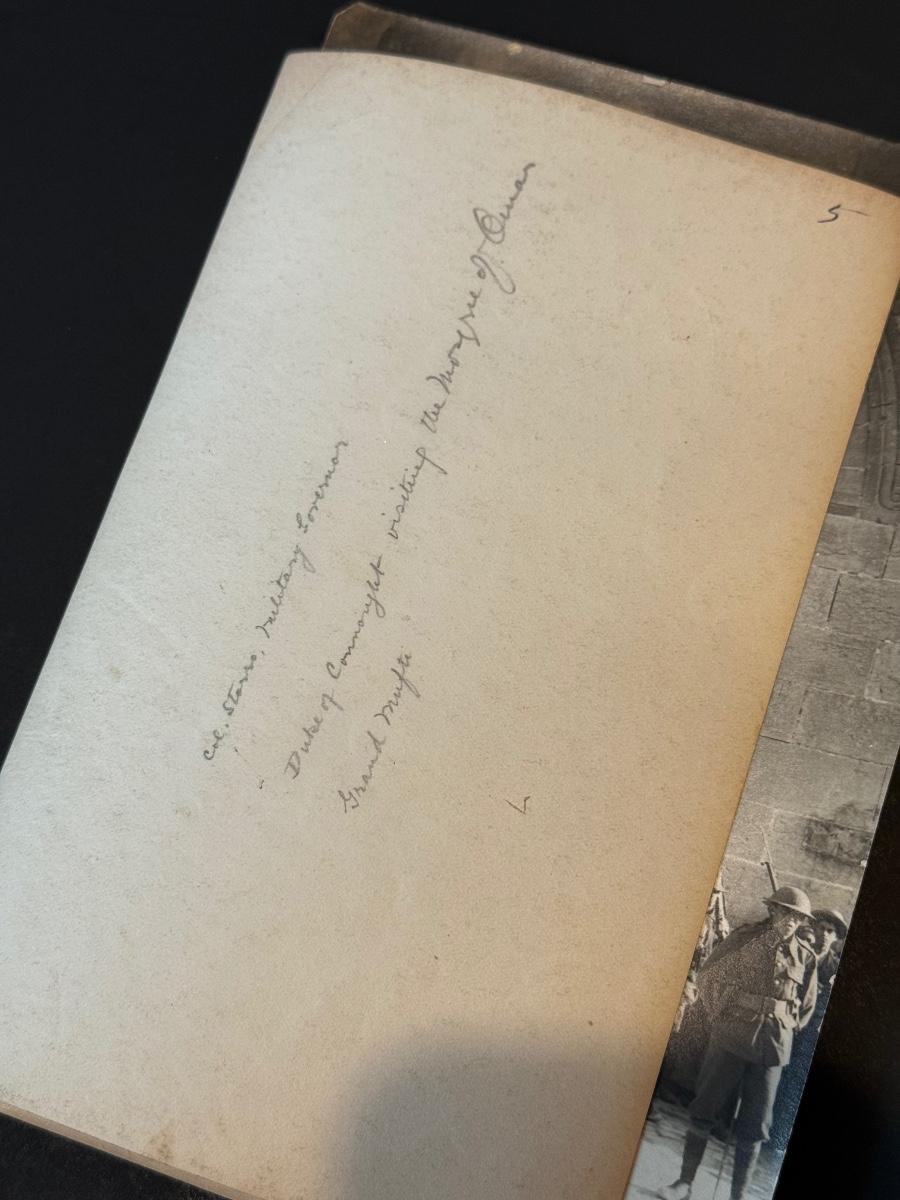 5
Col. Storrs, Military Governor
Duke of Connaught visiting the Mosque of Omar
Grand Mufti